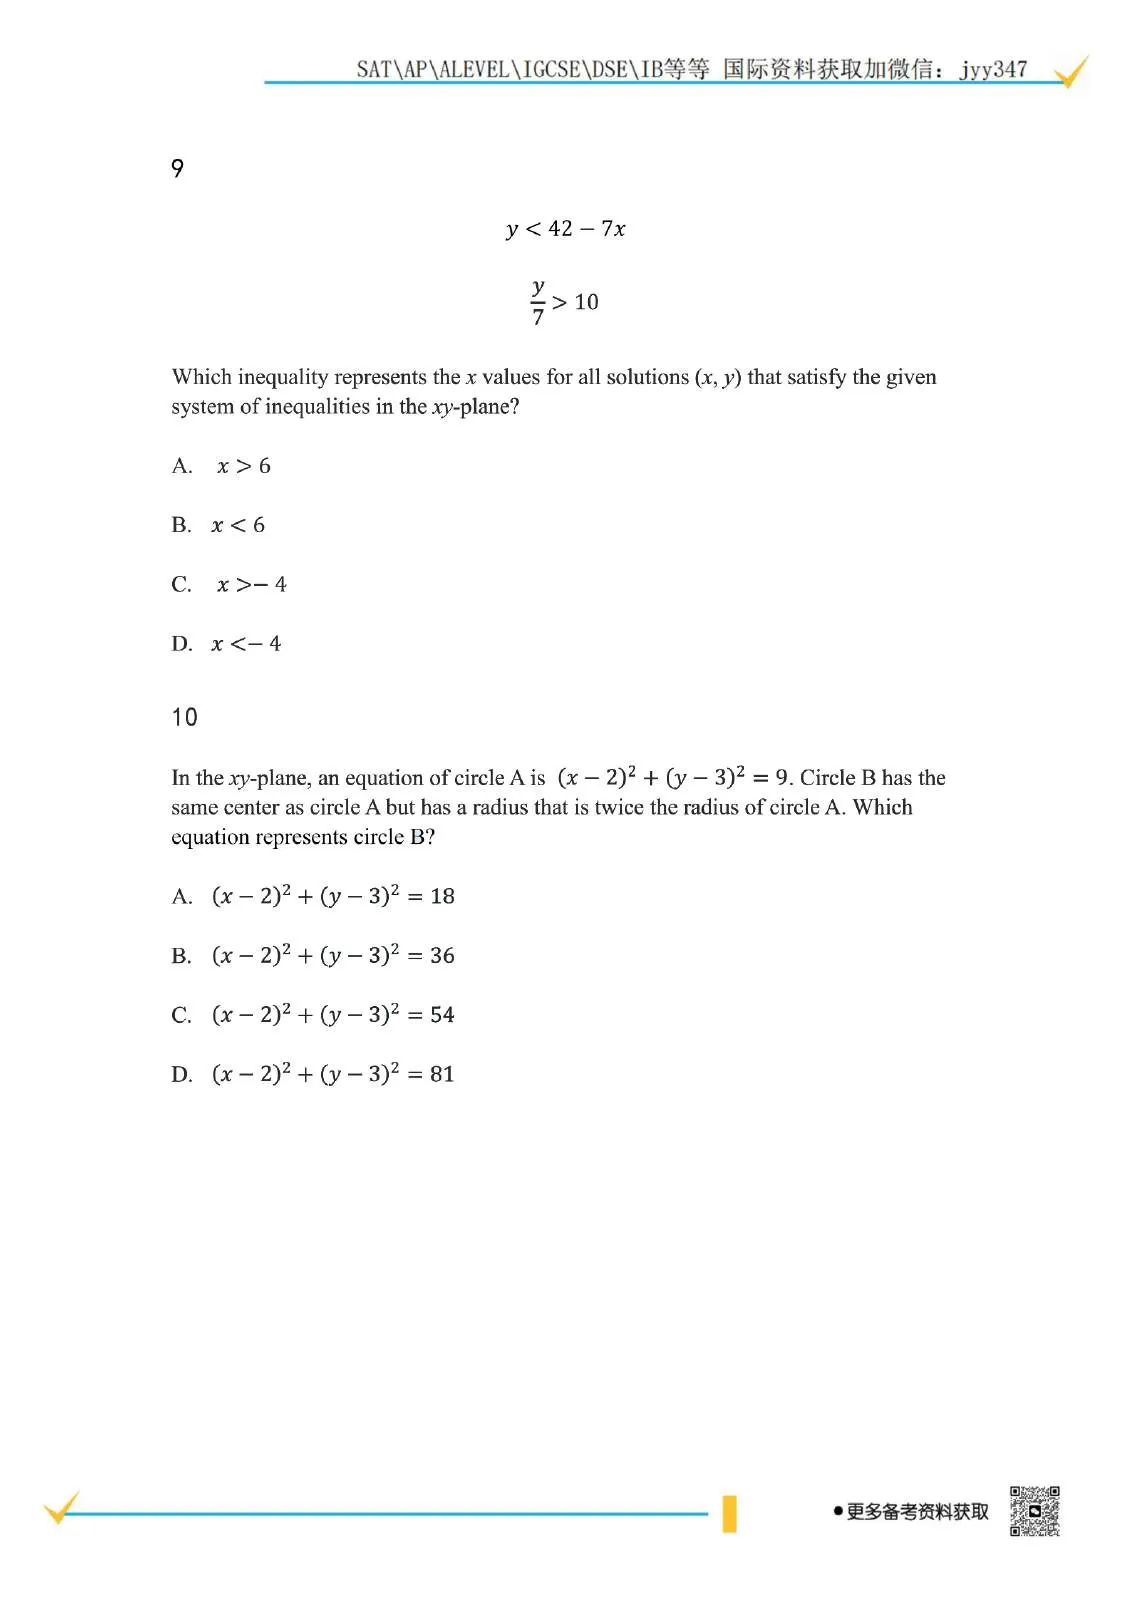 SAT\AP\ALEVEL\IGCSE\DSE\IB等等 国际资料获取加微信：jyy347
9
y < 42 − 7x
y/7 > 10
Which inequality represents the x values for all solutions (x, y) that satisfy the given
system of inequalities in the xy-plane?
A. x > 6
B. x < 6
C. x >− 4
D. x <− 4
10
In the xy-plane, an equation of circle A is (x − 2)² + (y − 3)² = 9. Circle B has the
same center as circle A but has a radius that is twice the radius of circle A. Which
equation represents circle B?
A. (x − 2)² + (y − 3)² = 18
B. (x − 2)² + (y − 3)² = 36
C. (x − 2)² + (y − 3)² = 54
D. (x − 2)² + (y − 3)² = 81
●更多备考资料获取